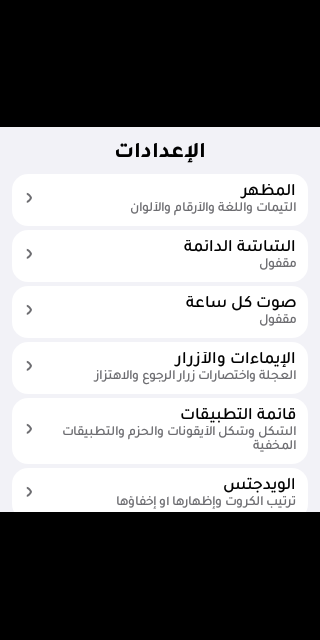 الإعدادات
المظهر
الثيمات واللغة والأرقام والألوان
الشاشة الدائمة
مقفول
صوت كل ساعة
مقفول
الإيماءات والأزرار
العجلة واختصارات زرار الرجوع والاهتزاز
قائمة التطبيقات
الشكل وشكل الأيقونات والحزم والتطبيقات
المخفية
الويدجتس
ترتيب الكروت وإظهارها او إخفاؤها